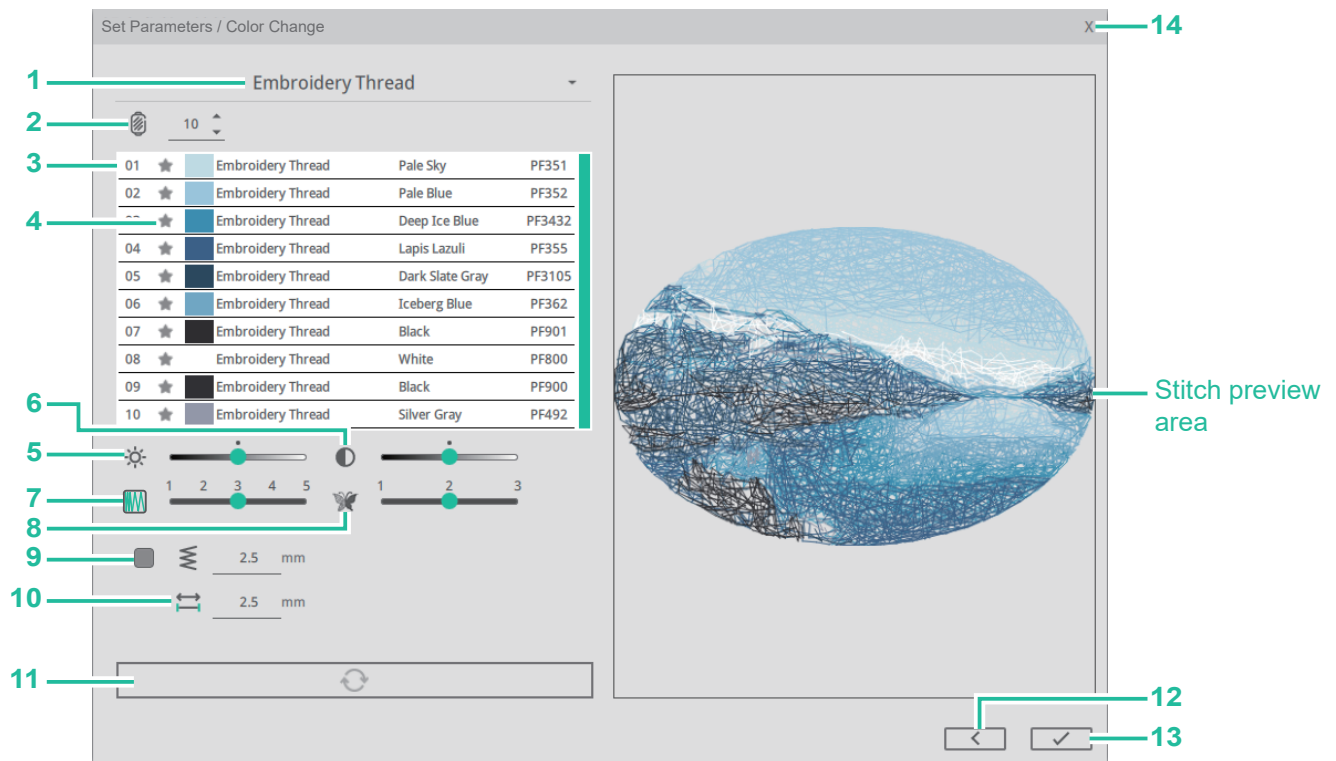 Set Parameters / Color Change
X
14
1
Embroidery Thread
2
10
3
01 Embroidery Thread Pale Sky PF351
02 Embroidery Thread Pale Blue PF352
4
Embroidery Thread Deep Ice Blue PF3432
04 Embroidery Thread Lapis Lazuli PF355
05 Embroidery Thread Dark Slate Gray PF3105
06 Embroidery Thread Iceberg Blue PF362
07 Embroidery Thread Black PF901
08 Embroidery Thread White PF800
09 Embroidery Thread Black PF900
10 Embroidery Thread Silver Gray PF492
Stitch preview
area
6
5
1 2 3 4 5
1 2 3
7
8
9
2.5 mm
10
2.5 mm
11
12
13